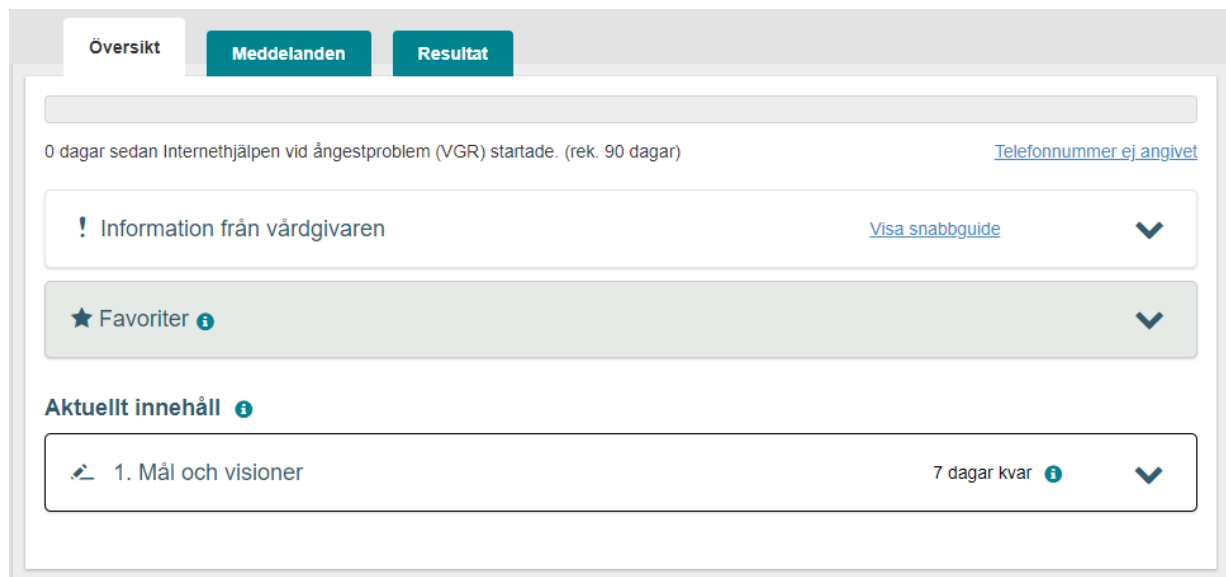 Översikt
Meddelanden
Resultat
0 dagar sedan Internethjälpen vid ångestproblem (VGR) startade. (rek. 90 dagar)
Telefonnummer ej angivet
! Information från vårdgivaren
Visa snabbguide
Favoriter
Aktuellt innehåll
1. Mål och visioner
7 dagar kvar